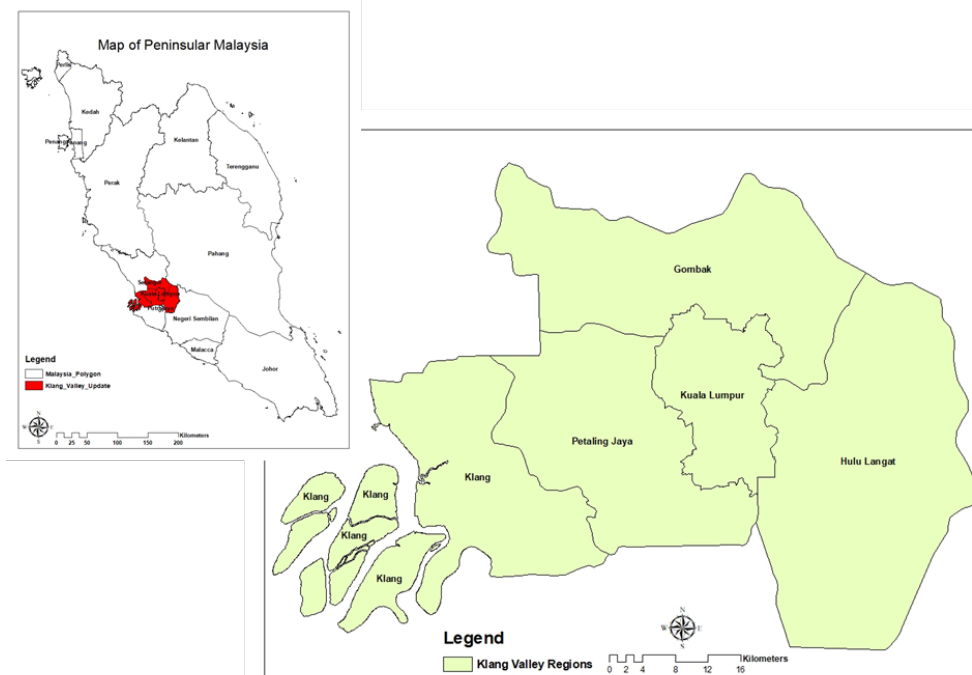 Map of Peninsular Malaysia
Perlis
Kedah
Penang
Penang
Kelantan
Terengganu
Perak
Pahang
Selangor
Negeri Sembilan
Malacca
Johor
Legend
Malaysia_Polygon
Klang_Valley_Update
N
W E
S
Kilometers
0 25 50 100 150 200
Gombak
Kuala Lumpur
Petaling Jaya
Hulu Langat
Klang
Klang
Klang
Klang
Klang
Legend
Klang Valley Regions
N
W E
S
Kilometers
0 2 4 8 12 16